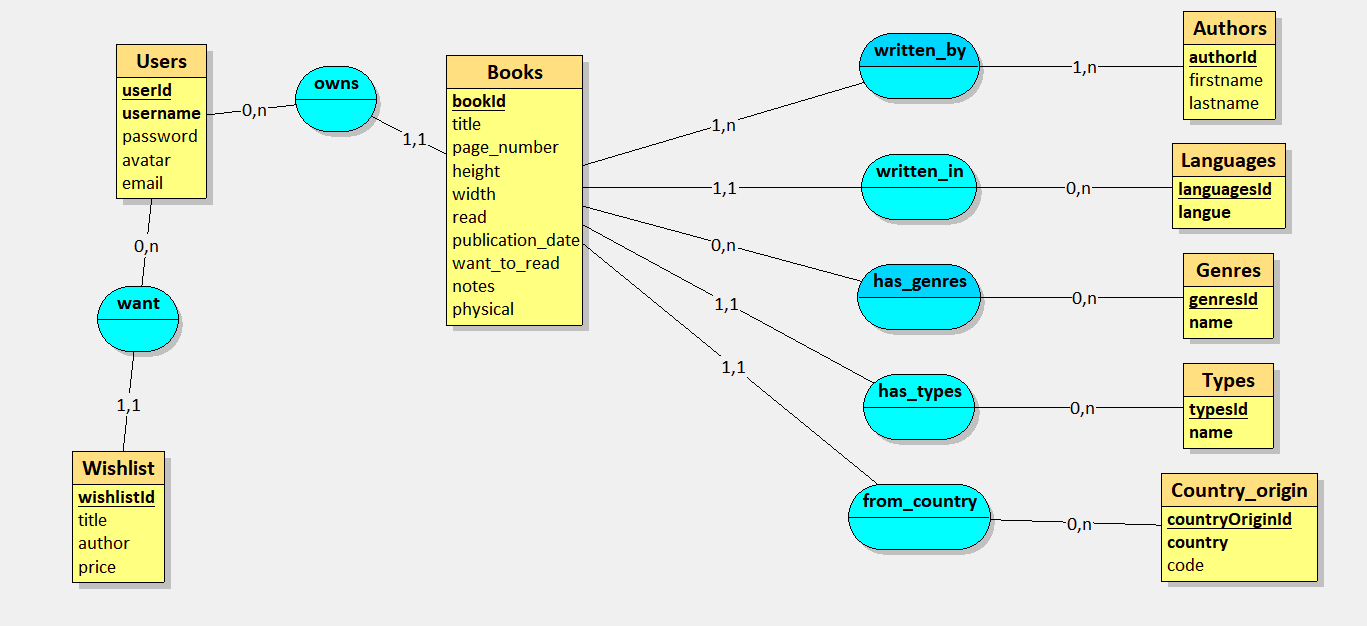 Users
userId
username
password
avatar
email
0,n
owns
1,1
Books
bookId
title
page_number
height
width
read
publication_date
want_to_read
notes
physical
0,n
want
1,1
Wishlist
wishlistId
title
author
price
1,n
written_by
1,n
Authors
authorId
firstname
lastname
1,1
written_in
0,n
Languages
languagesId
langue
0,n
has_genres
0,n
Genres
genresId
name
1,1
has_types
0,n
Types
typesId
name
1,1
from_country
0,n
Country_origin
countryOriginId
country
code